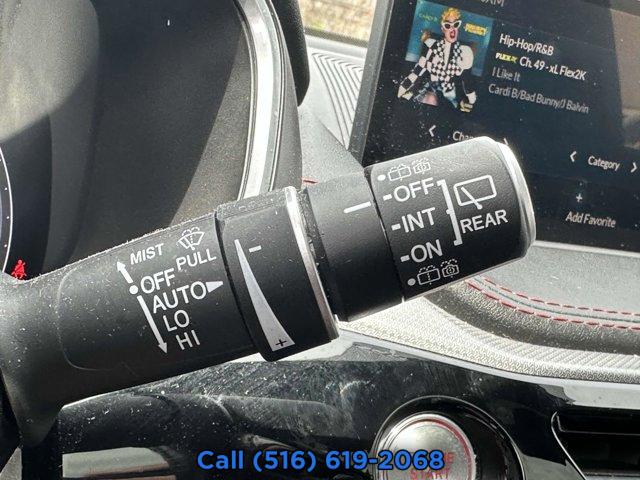 Hip-Hop/R&B
Ch. 49 - xL Flex2K
I Like It
Cardi B/Bad Bunny/J Balvin
Category
Add Favorite
MIST
PULL
OFF
AUTO
LO
HI
-
+
OFF
INT
ON
REAR
START
Call (516) 619-2068